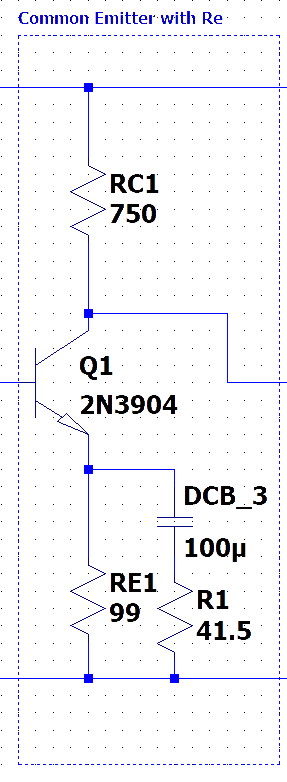 Common Emitter with Re
RC1
750
Q1
2N3904
DCB_3
100µ
RE1
99
R1
41.5